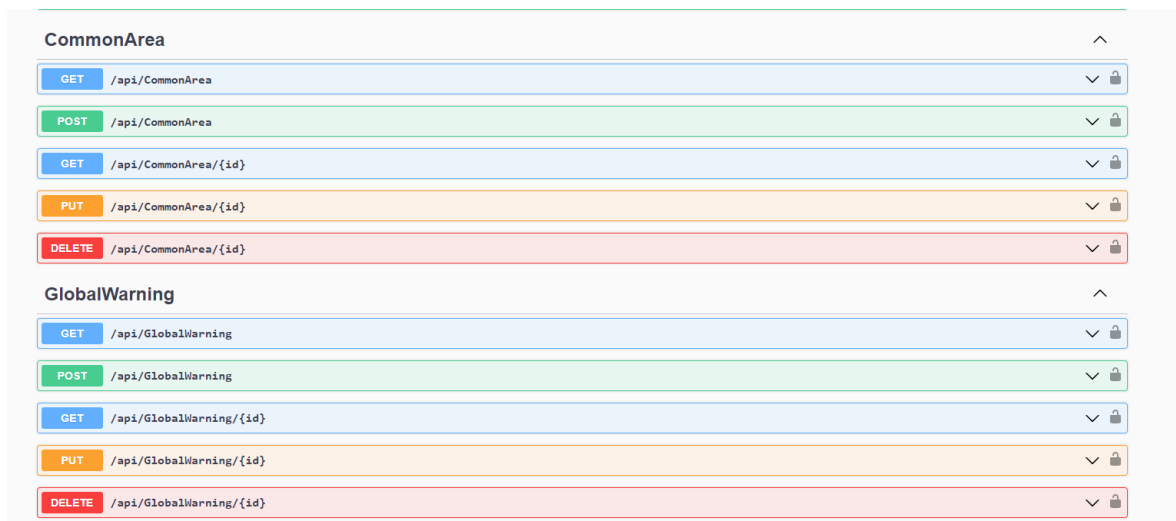 CommonArea
GET /api/CommonArea
POST /api/CommonArea
GET /api/CommonArea/{id}
PUT /api/CommonArea/{id}
DELETE /api/CommonArea/{id}
GlobalWarning
GET /api/GlobalWarning
POST /api/GlobalWarning
GET /api/GlobalWarning/{id}
PUT /api/GlobalWarning/{id}
DELETE /api/GlobalWarning/{id}